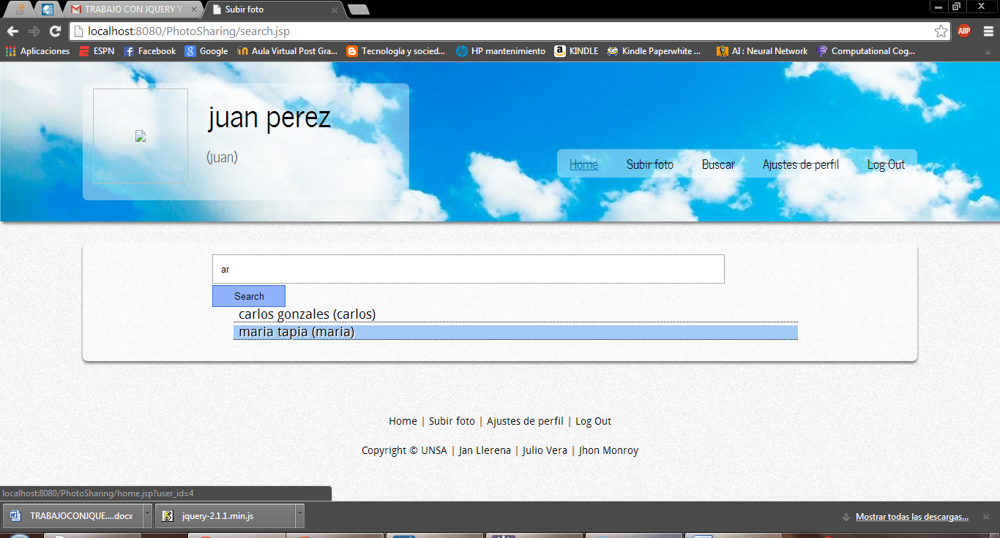 TRABAJO CON JQUERY Y
Subir foto
localhost:8080/PhotoSharing/search.jsp
ABP
Aplicaciones
ESPN
Facebook
Google
Aula Virtual Post Gra...
Tecnología y socied...
HP mantenimiento
KINDLE
Kindle Paperwhite ...
AI : Neural Network
Computational Cog...
»
juan perez
(juan)
Home Subir foto Buscar Ajustes de perfil Log Out
ar
Search
carlos gonzales (carlos)
maria tapia (maria)
Home | Subir foto | Ajustes de perfil | Log Out
Copyright © UNSA | Jan Llerena | Julio Vera | Jhon Monroy
localhost:8080/PhotoSharing/home.jsp?user_id=4
TRABAJOCONJQUE....docx
jquery-2.1.1.min.js
Mostrar todas las descargas...